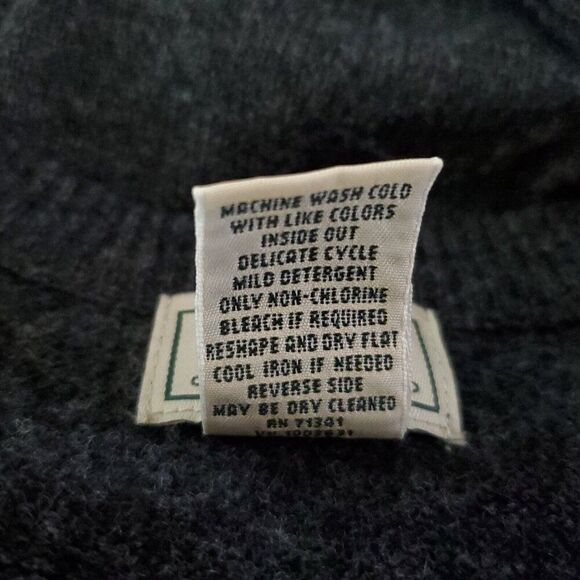 MACHINE WASH COLD
WITH LIKE COLORS
INSIDE OUT
DELICATE CYCLE
MILD DETERGENT
ONLY NON-CHLORINE
BLEACH IF REQUIRED
RESHAPE AND DRY FLAT
COOL IRON IF NEEDED
REVERSE SIDE
MAY BE DRY CLEANED
RN 71341